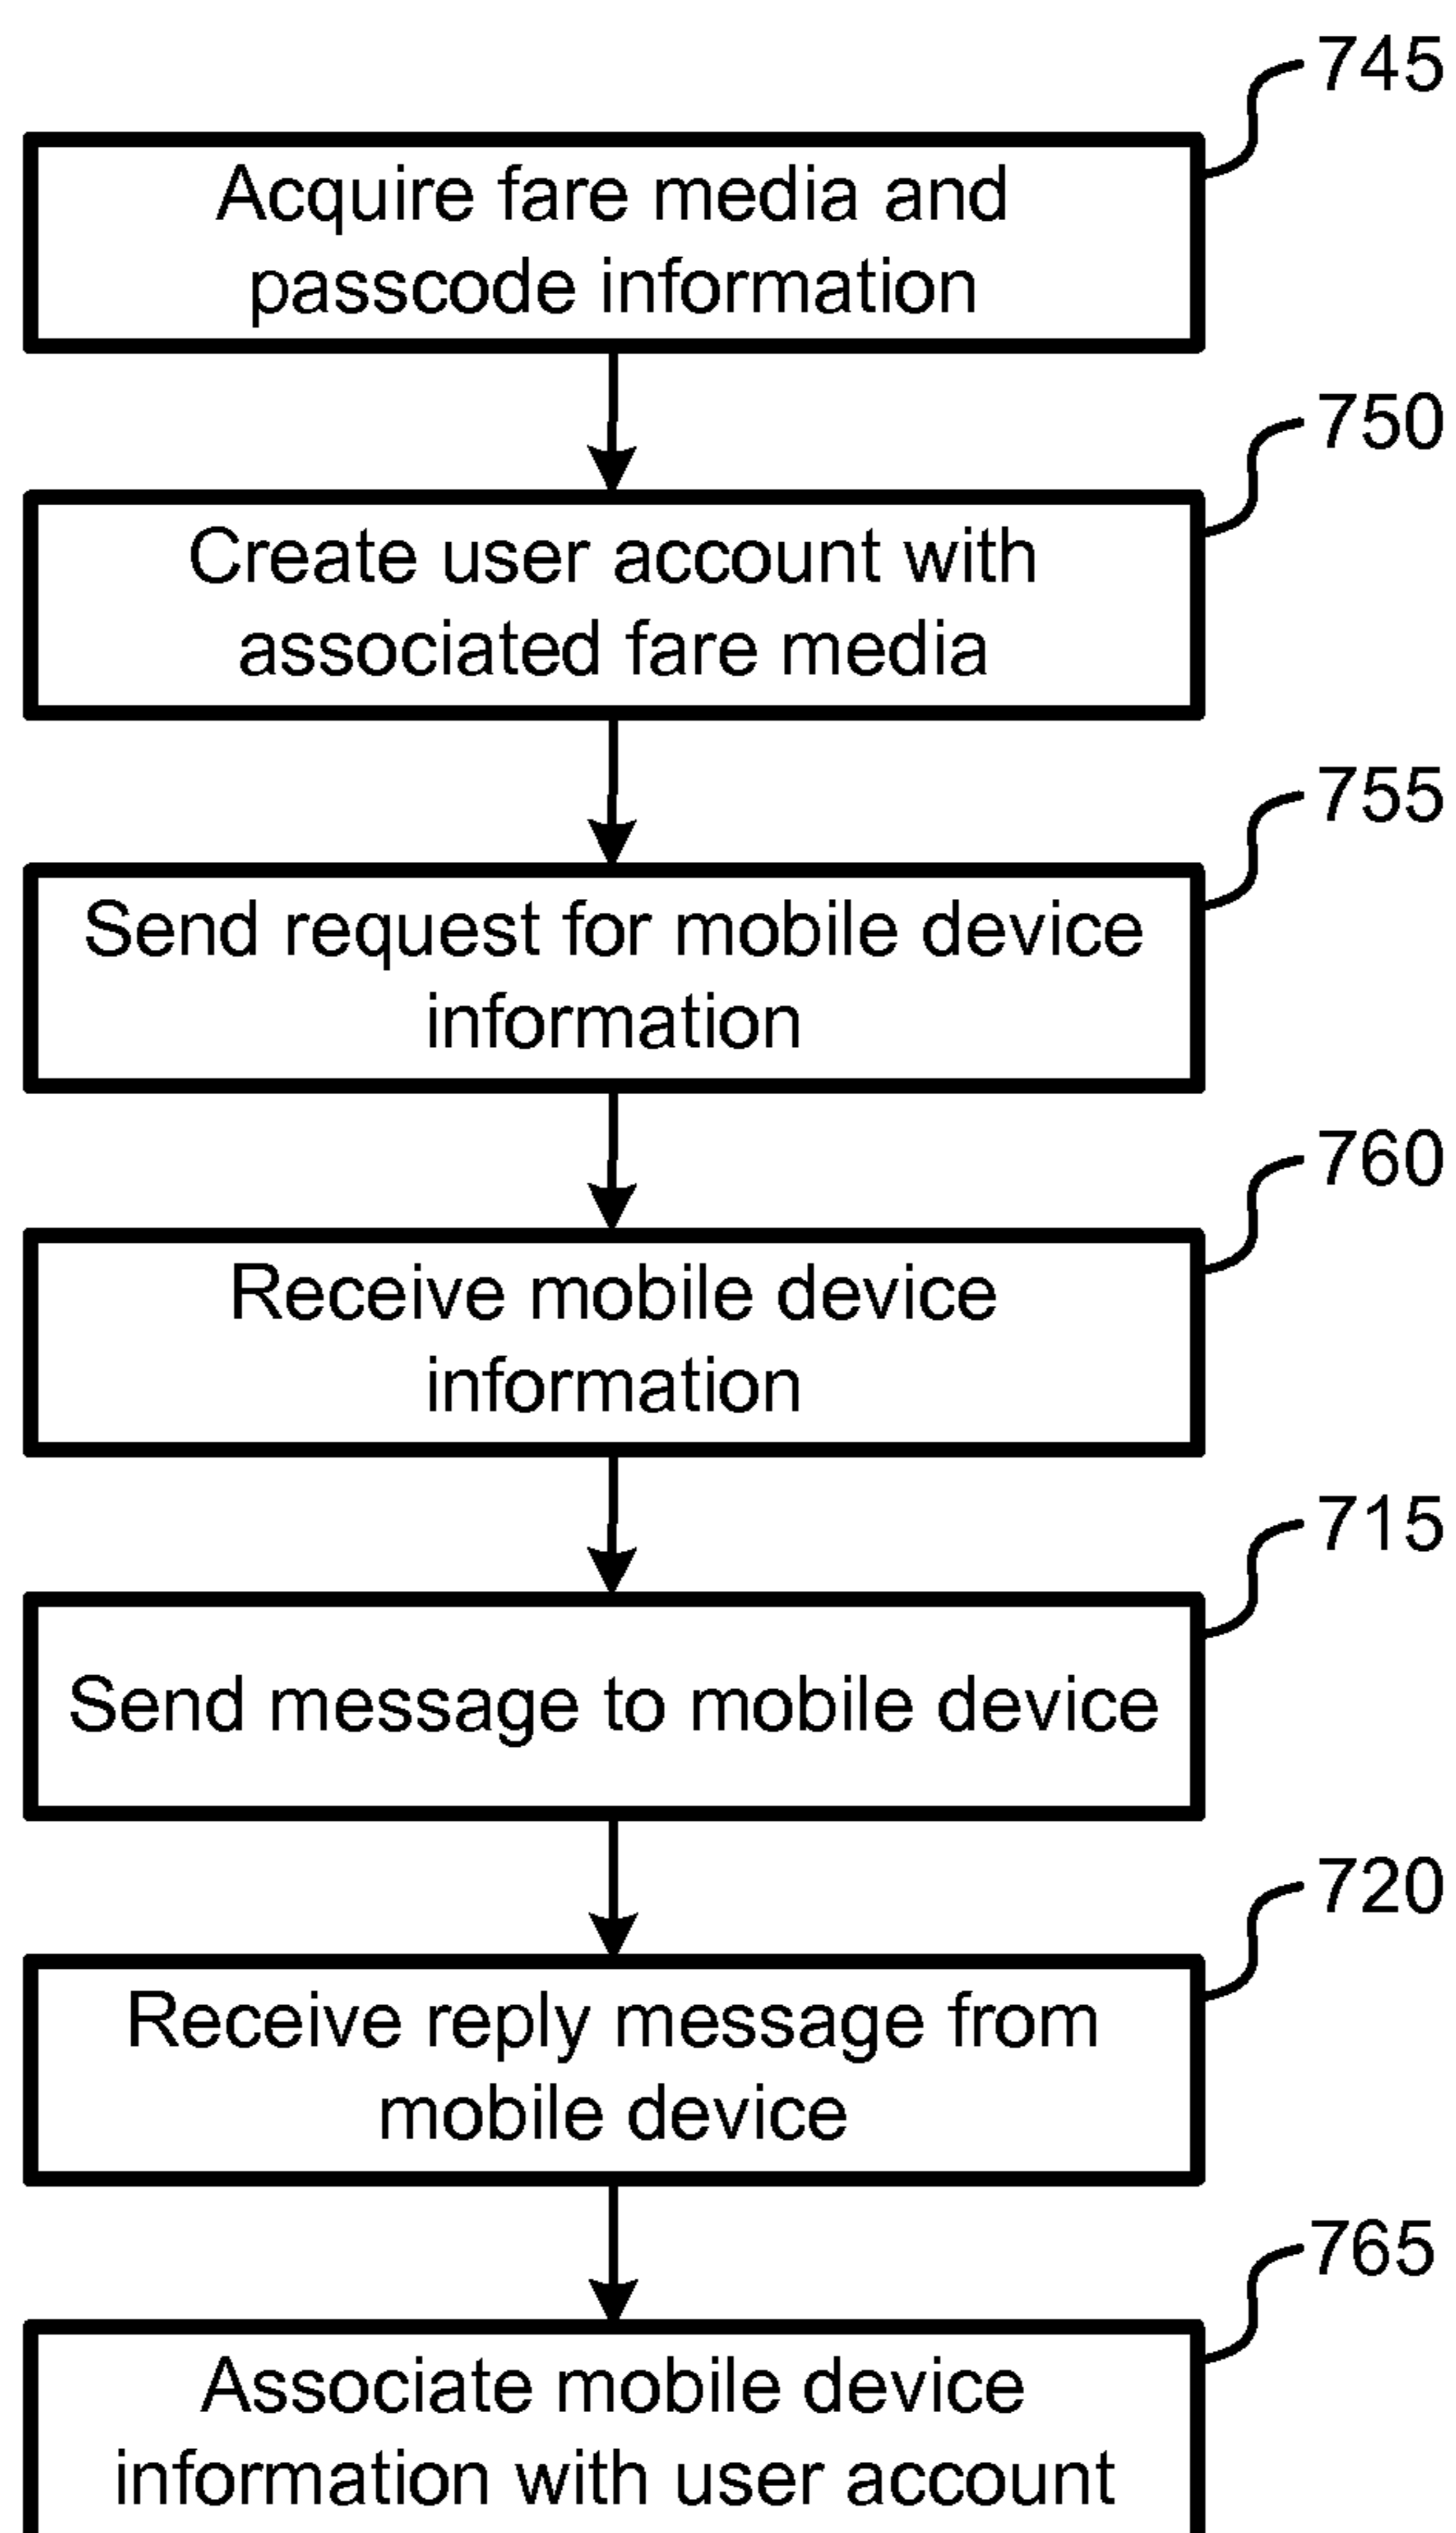 745
Acquire fare media and
passcode information
750
Create user account with
associated fare media
755
Send request for mobile device
information
760
Receive mobile device
information
715
Send message to mobile device
720
Receive reply message from
mobile device
765
Associate mobile device
information with user account